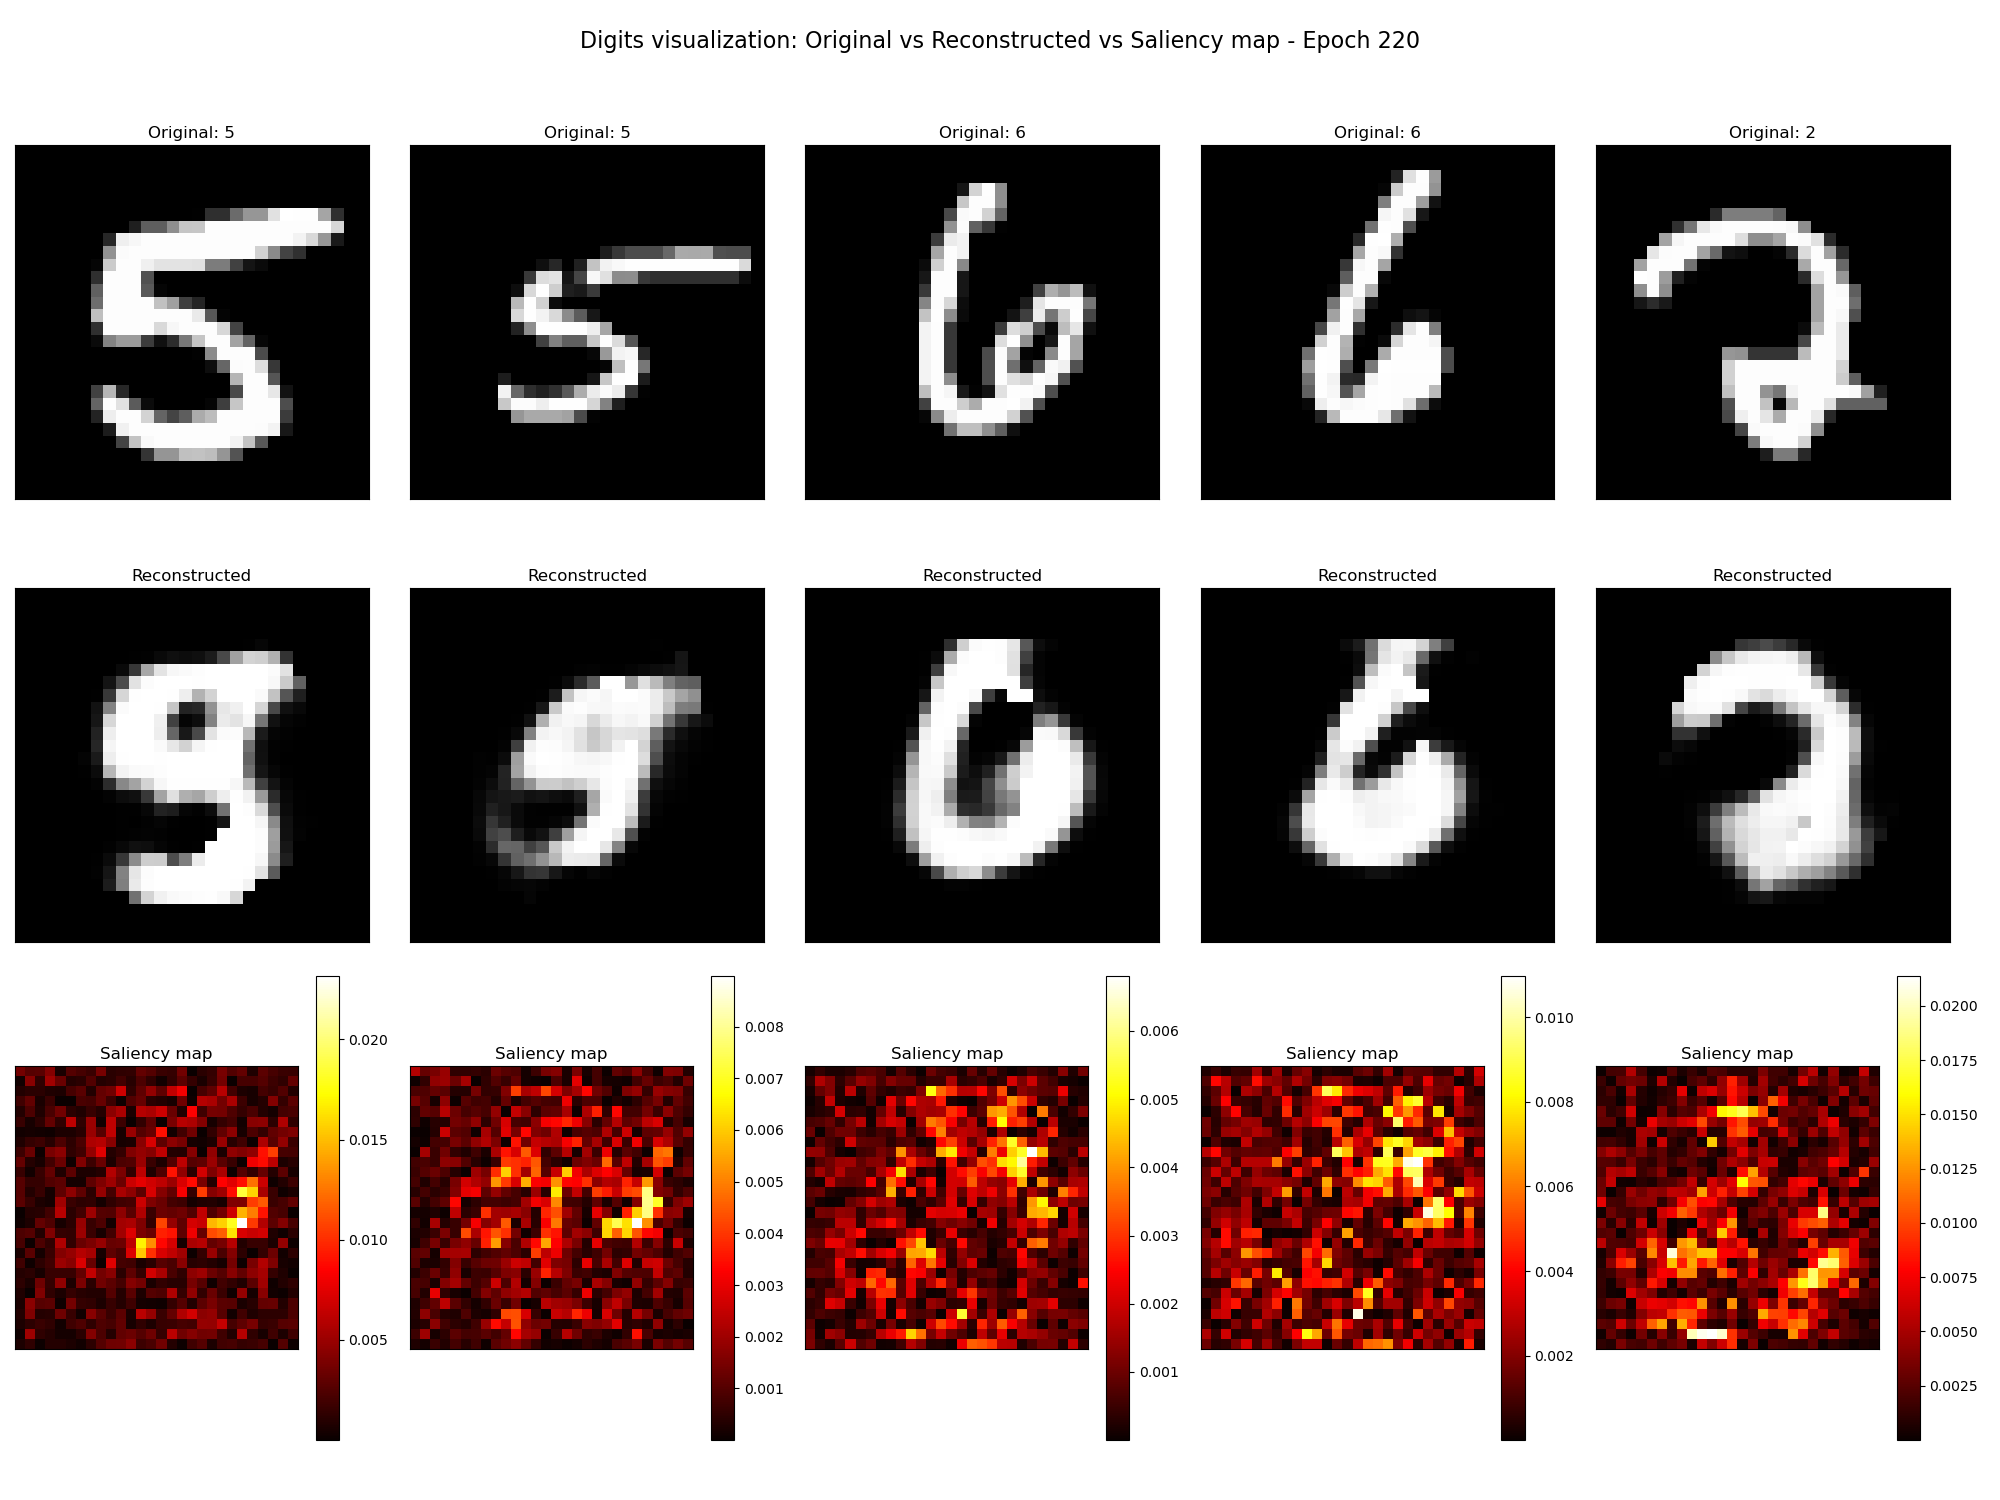 Digits visualization: Original vs Reconstructed vs Saliency map - Epoch 220
Original: 5
Original: 5
Original: 6
Original: 6
Original: 2
Reconstructed
Reconstructed
Reconstructed
Reconstructed
Reconstructed
Saliency map
0.020
0.015
0.010
0.005
Saliency map
0.008
0.007
0.006
0.005
0.004
0.003
0.002
0.001
Saliency map
0.006
0.005
0.004
0.003
0.002
0.001
Saliency map
0.010
0.008
0.006
0.004
0.002
Saliency map
0.0200
0.0175
0.0150
0.0125
0.0100
0.0075
0.0050
0.0025